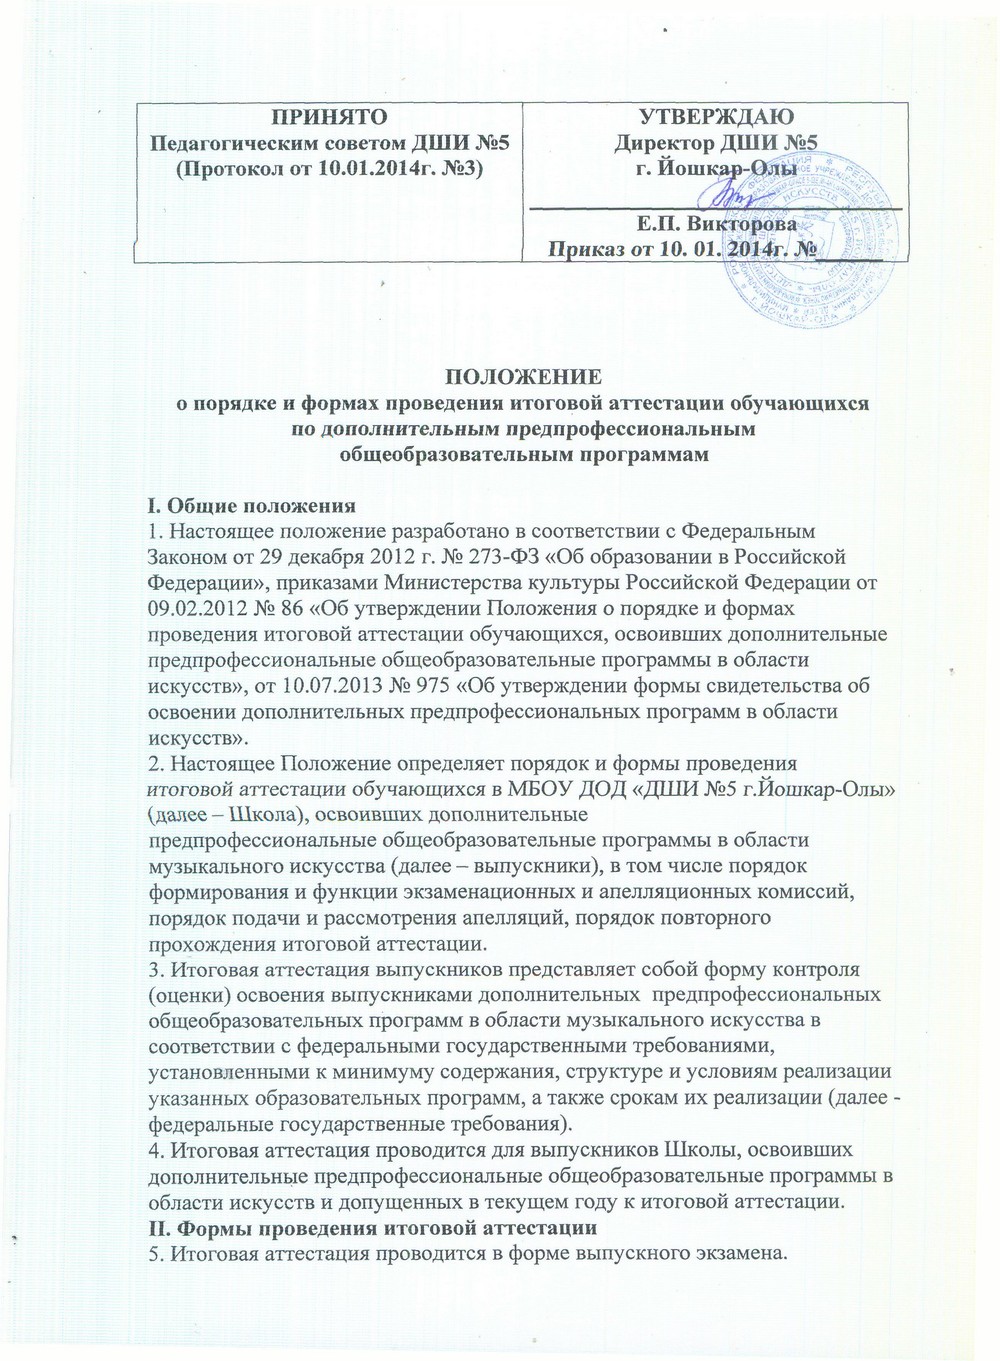 ПРИНЯТО
Педагогическим советом ДШИ №5
(Протокол от 10.01.2014г. №3)
УТВЕРЖДАЮ
Директор ДШИ №5
г. Йошкар-Олы
Е.П. Викторова
Приказ от 10. 01. 2014г. №______
ПОЛОЖЕНИЕ
о порядке и формах проведения итоговой аттестации обучающихся
по дополнительным предпрофессиональным
общеобразовательным программам
I. Общие положения
1. Настоящее положение разработано в соответствии с Федеральным
Законом от 29 декабря 2012 г. № 273-ФЗ «Об образовании в Российской
Федерации», приказами Министерства культуры Российской Федерации от
09.02.2012 № 86 «Об утверждении Положения о порядке и формах
проведения итоговой аттестации обучающихся, освоивших дополнительные
предпрофессиональные общеобразовательные программы в области
искусств», от 10.07.2013 № 975 «Об утверждении формы свидетельства об
освоении дополнительных предпрофессиональных программ в области
искусств».
2. Настоящее Положение определяет порядок и формы проведения
итоговой аттестации обучающихся в МБОУ ДОД «ДШИ №5 г.Йошкар-Олы»
(далее – Школа), освоивших дополнительные
предпрофессиональные общеобразовательные программы в области
музыкального искусства (далее – выпускники), в том числе порядок
формирования и функции экзаменационных и апелляционных комиссий,
порядок подачи и рассмотрения апелляций, порядок повторного
прохождения итоговой аттестации.
3. Итоговая аттестация выпускников представляет собой форму контроля
(оценки) освоения выпускниками дополнительных предпрофессиональных
общеобразовательных программ в области музыкального искусства в
соответствии с федеральными государственными требованиями,
установленными к минимуму содержания, структуре и условиям реализации
указанных образовательных программ, а также срокам их реализации (далее -
федеральные государственные требования).
4. Итоговая аттестация проводится для выпускников Школы, освоивших
дополнительные предпрофессиональные общеобразовательные программы в
области искусств и допущенных в текущем году к итоговой аттестации.
II. Формы проведения итоговой аттестации
5. Итоговая аттестация проводится в форме выпускного экзамена.